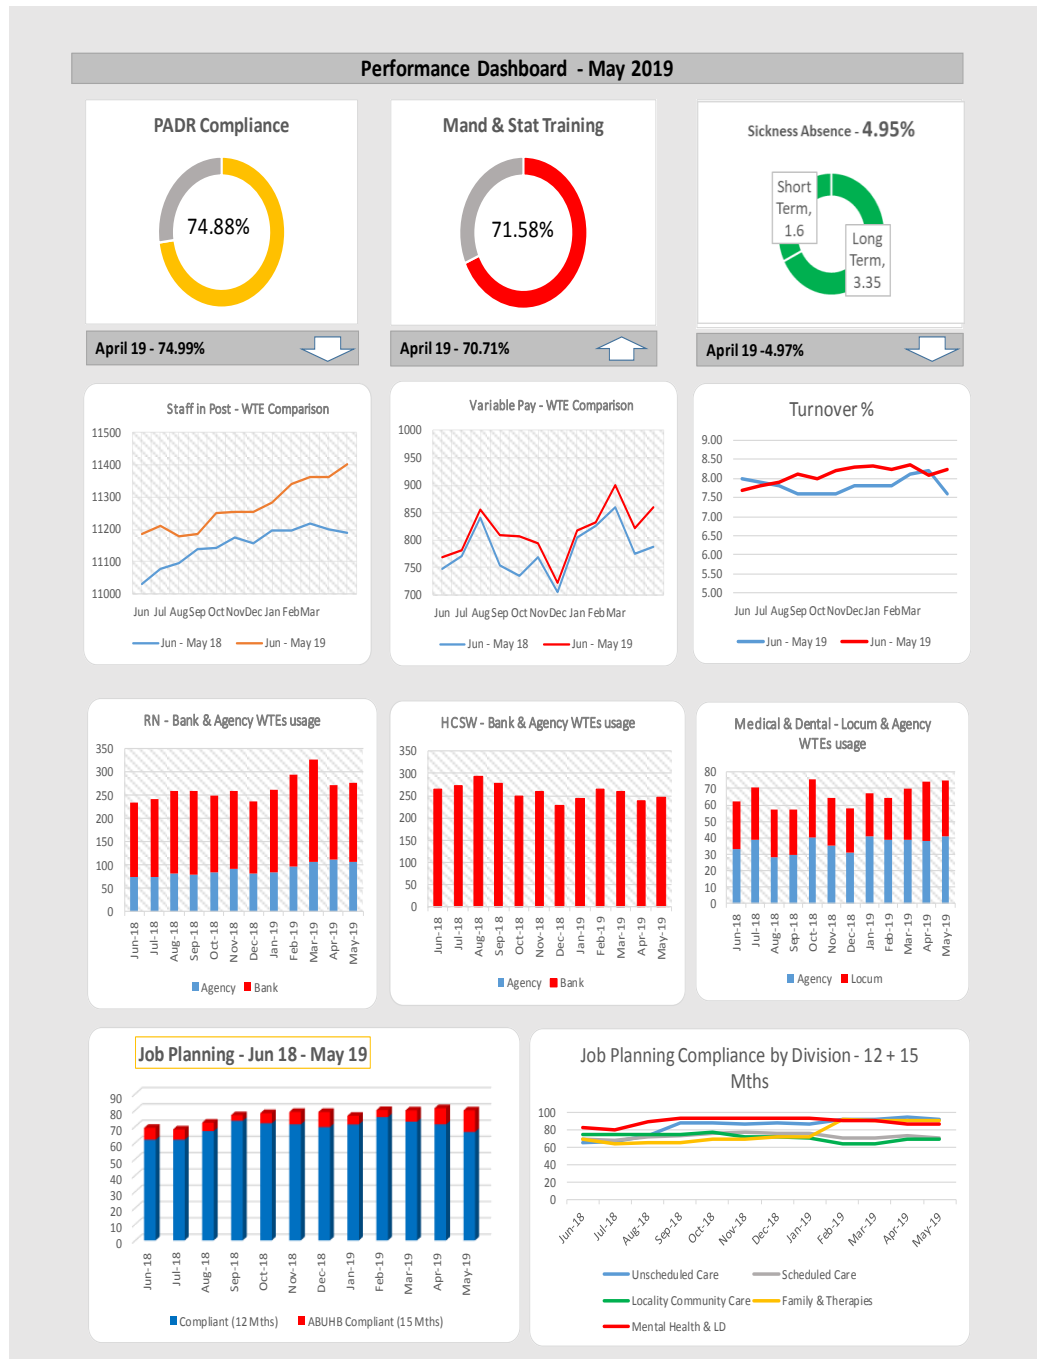 Performance Dashboard - May 2019
PADR Compliance
74.88%
April 19 - 74.99%
Mand & Stat Training
71.58%
April 19 - 70.71%
Sickness Absence - 4.95%
Short
Term,
1.6
Long
Term,
3.35
April 19 -4.97%
Staff in Post - WTE Comparison
11500
11400
11300
11200
11100
11000
Jun Jul Aug Sep Oct Nov Dec Jan Feb Mar
Jun - May 18 Jun - May 19
Variable Pay - WTE Comparison
1000
950
900
850
800
750
700
Jun Jul Aug Sep Oct Nov Dec Jan Feb Mar
Jun - May 18 Jun - May 19
Turnover %
9.00
8.50
8.00
7.50
7.00
6.50
6.00
5.50
5.00
Jun Jul Aug Sep Oct Nov Dec Jan Feb Mar
Jun - May 19 Jun - May 19
RN - Bank & Agency WTEs usage
350
300
250
200
150
100
50
0
Jun-18 Jul-18 Aug-18 Sep-18 Oct-18 Nov-18 Dec-18 Jan-19 Feb-19 Mar-19 Apr-19 May-19
Agency Bank
HCSW - Bank & Agency WTEs usage
350
300
250
200
150
100
50
0
Jun-18 Jul-18 Aug-18 Sep-18 Oct-18 Nov-18 Dec-18 Jan-19 Feb-19 Mar-19 Apr-19 May-19
Agency Bank
Medical & Dental - Locum & Agency
WTEs usage
80
70
60
50
40
30
20
10
0
Jun-18 Jul-18 Aug-18 Sep-18 Oct-18 Nov-18 Dec-18 Jan-19 Feb-19 Mar-19 Apr-19 May-19
Agency Locum
Job Planning - Jun 18 - May 19
90
80
70
60
50
40
30
20
10
0
Jun-18 Jul-18 Aug-18 Sep-18 Oct-18 Nov-18 Dec-18 Jan-19 Feb-19 Mar-19 Apr-19 May-19
Compliant (12 Mths) ABUHB Compliant (15 Mths)
Job Planning Compliance by Division - 12 + 15
Mths
100
80
60
40
20
0
Jun-18 Jul-18 Aug-18 Sep-18 Oct-18 Nov-18 Dec-18 Jan-19 Feb-19 Mar-19 Apr-19 May-19
Unscheduled Care Scheduled Care
Locality Community Care Family & Therapies
Mental Health & LD